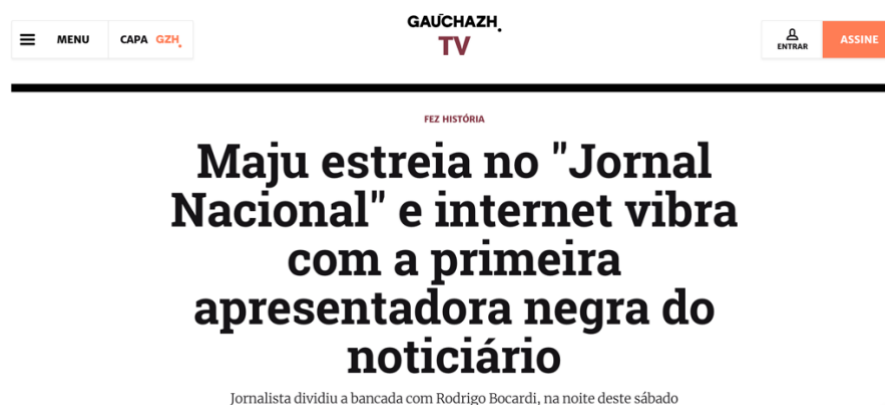 MENU
CAPA GZH
GAÚCHAZH
TV
ENTRAR
ASSINE
FEZ HISTÓRIA
Maju estreia no "Jornal
Nacional" e internet vibra
com a primeira
apresentadora negra do
noticiário
Jornalista dividiu a bancada com Rodrigo Bocardi, na noite deste sábado